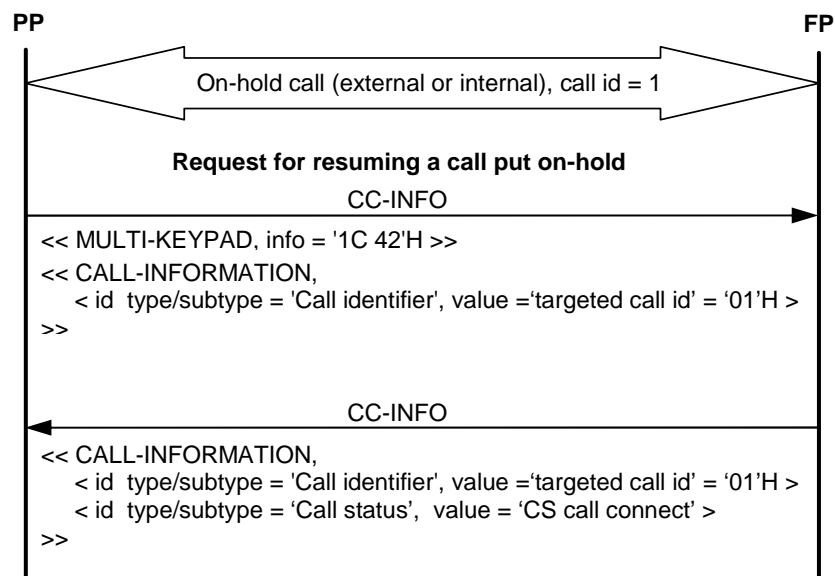 PP
FP
On-hold call (external or internal), call id = 1
Request for resuming a call put on-hold
CC-INFO
<< MULTI-KEYPAD, info = '1C 42'H >>
<< CALL-INFORMATION,
< id type/subtype = 'Call identifier', value =‘targeted call id’ = ‘01’H >
>>
CC-INFO
<< CALL-INFORMATION,
< id type/subtype = 'Call identifier', value =‘targeted call id’ = ‘01’H >
< id type/subtype = ‘Call status’, value = ‘CS call connect’ >
>>